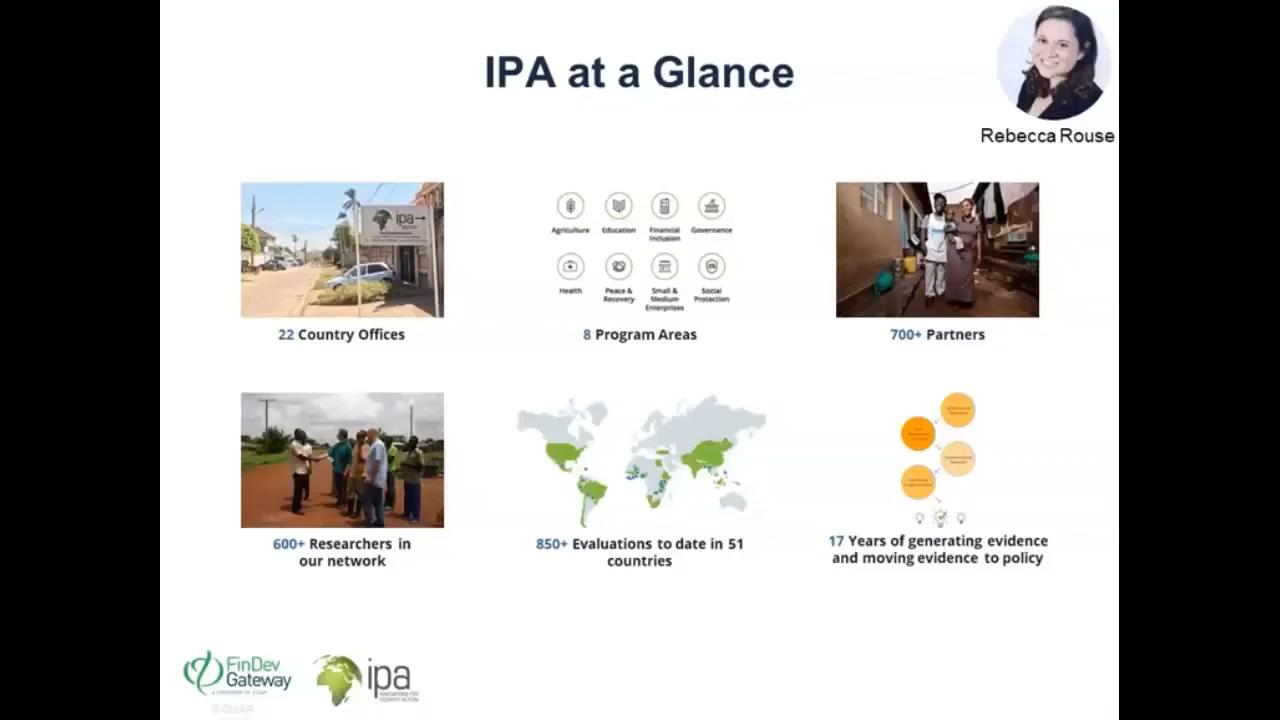 IPA at a Glance
Rebecca Rouse
ipa
Agriculture
Education
Financial
Inclusion
Governance
Health
Peace &
Recovery
Small &
Medium
Enterprises
Social
Protection
22 Country Offices
8 Program Areas
700+ Partners
600+ Researchers in
our network
850+ Evaluations to date in 51
countries
17 Years of generating evidence
and moving evidence to policy
FinDev
Gateway
ipa